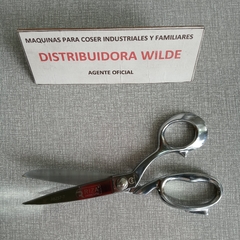 MAQUINAS PARA COSER INDUSTRIALES Y FAMILIARES
DISTRIBUIDORA WILDE
AGENTE OFICIAL